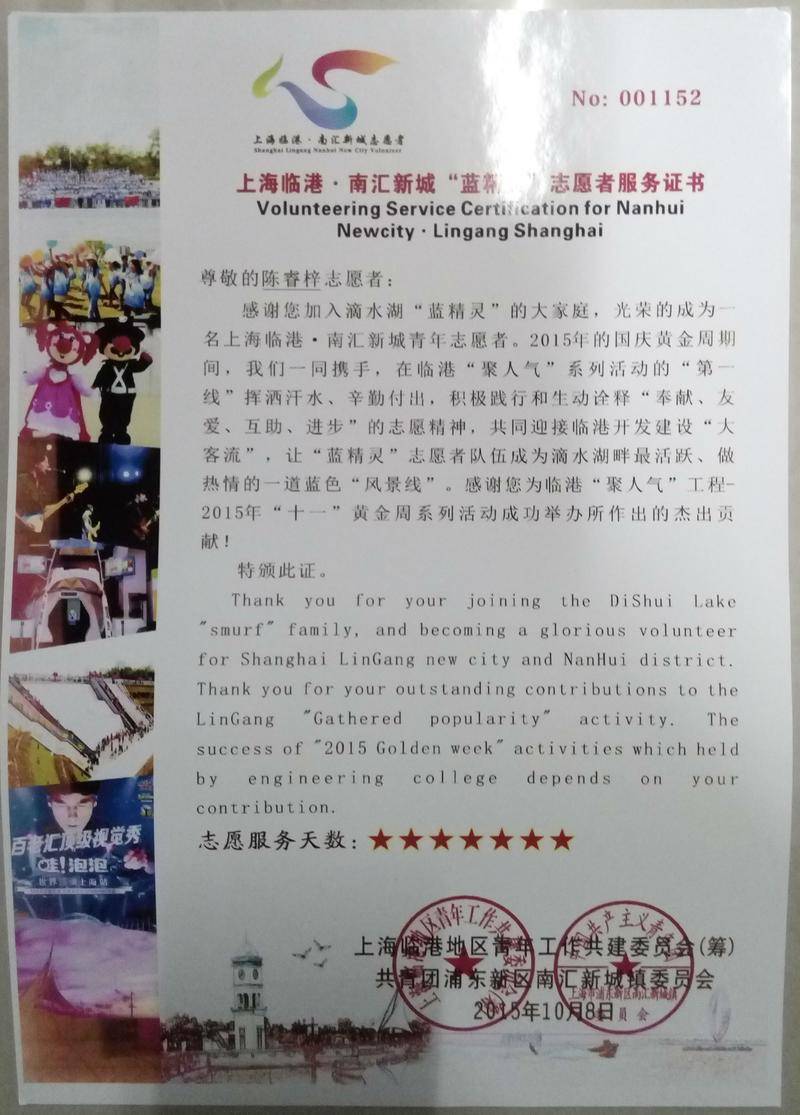 上海临港·南汇新城志愿者
Shanghai Lingang Nanhui New City Volunteer
No: 001152
上海临港·南汇新城“蓝精 ”志愿者服务证书
Volunteering Service Certification for Nanhui
Newcity · Lingang Shanghai
尊敬的陈睿梓志愿者：
感谢您加入滴水湖“蓝精灵”的大家庭，光荣的成为一
名上海临港·南汇新城青年志愿者。2015年的国庆黄金周期
间，我们一同携手，在临港“聚人气”系列活动的“第一
线”挥洒汗水、辛勤付出，积极践行和生动诠释“奉献、友
爱、互助、进步”的志愿精神，共同迎接临港开发建设“大
客流”，让“蓝精灵”志愿者队伍成为滴水湖畔最活跃、做
热情的一道蓝色“风景线”。感谢您为临港“聚人气”工程-
2015年“十一”黄金周系列活动成功举办所作出的杰出贡
献！
特颁此证。
Thank you for your joining the DiShui Lake
"smurf" family, and becoming a glorious volunteer
for Shanghai LinGang new city and NanHui district.
Thank you for your outstanding contributions to the
LinGang "Gathered popularity" activity. The
success of "2015 Golden week" activities which held
by engineering college depends on your
contribution.
志愿服务天数：★★★★★★★
百老汇顶级视觉秀
哇!泡泡
上海临港地区青年工作共建委员会(筹)
共青团浦东新区南汇新城镇委员会
2015年10月8日
上海市浦东新区南汇新城镇
委员会